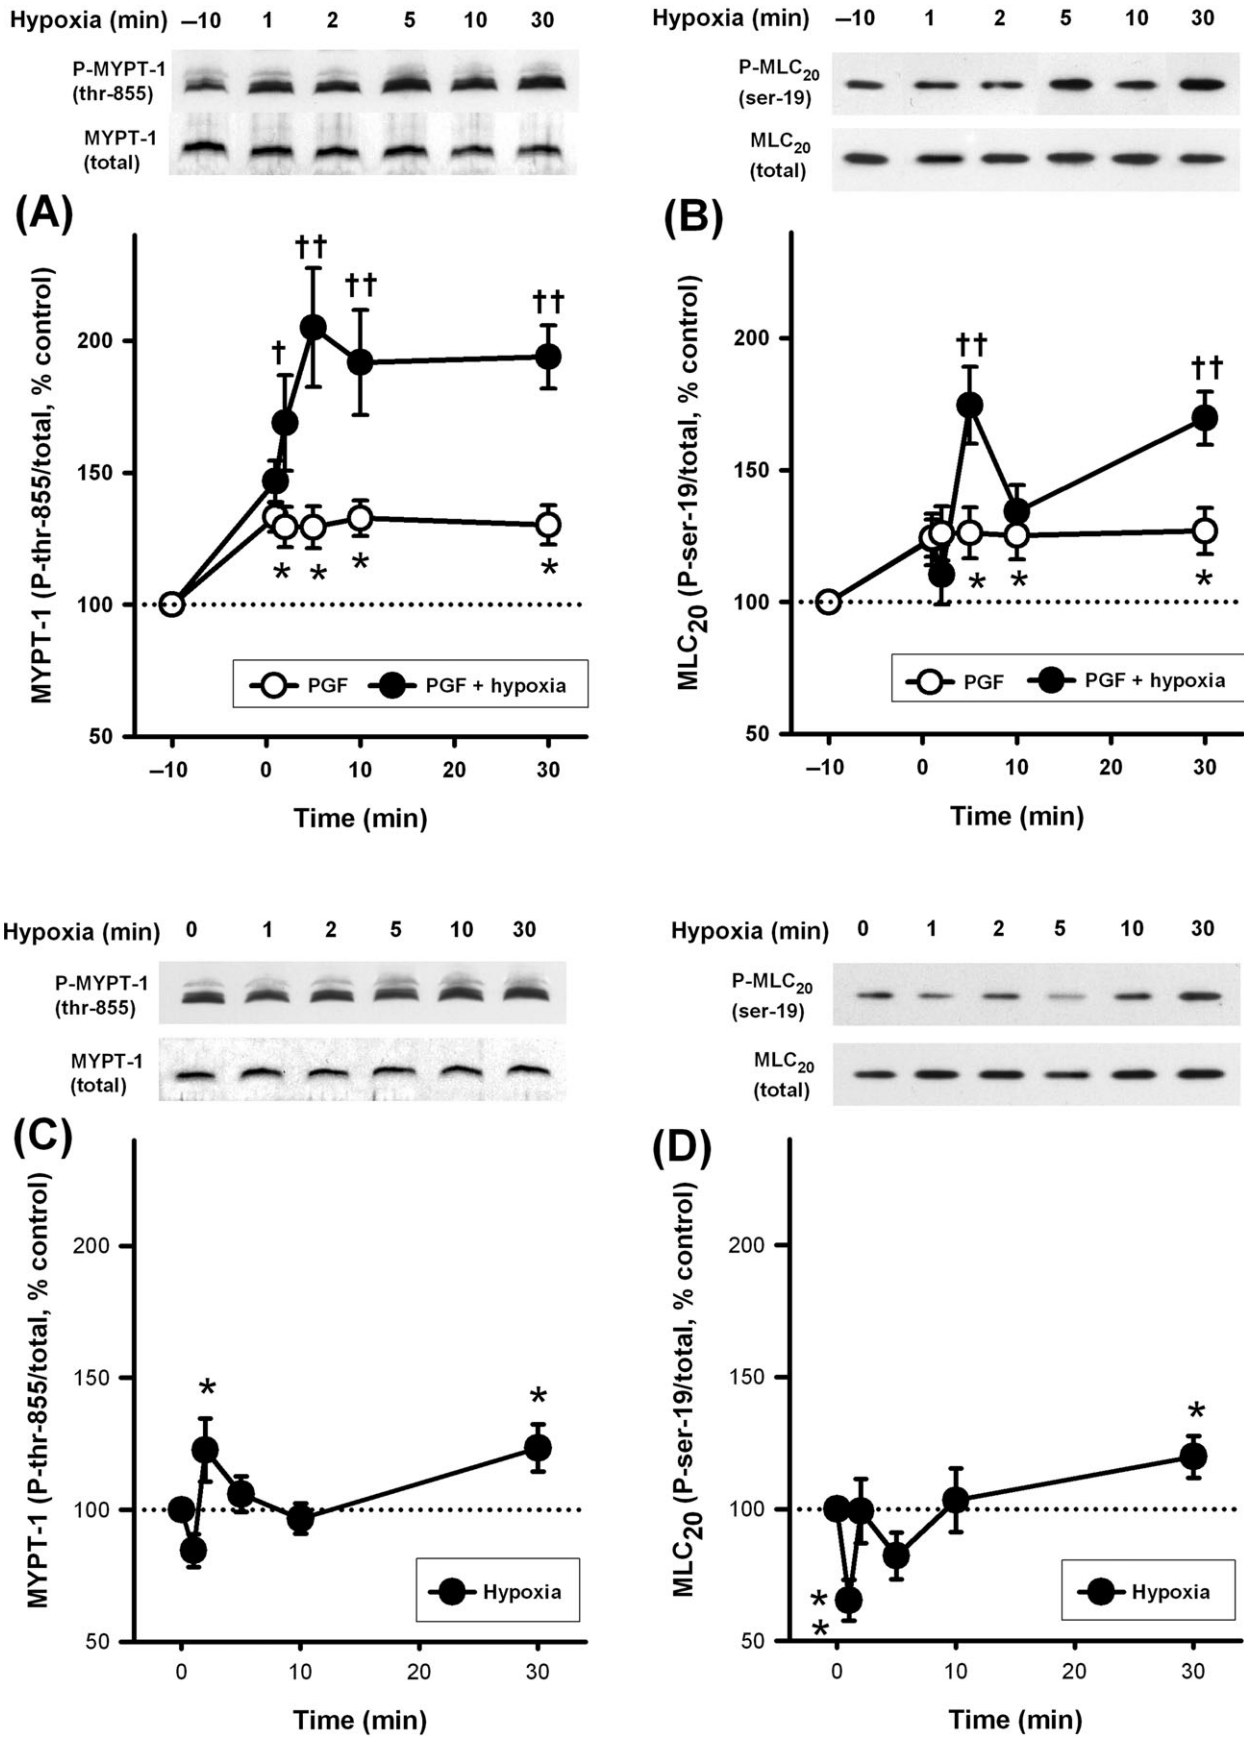 Hypoxia (min) –10 1 2 5 10 30
P-MYPT-1
(thr-855)
MYPT-1
(total)
(A)
MYPT-1 (P-thr-855/total, % control)
200
150
100
50
†
††
††
††
* * * *
PGF PGF + hypoxia
–10 0 10 20 30
Time (min)
Hypoxia (min) –10 1 2 5 10 30
P-MLC20
(ser-19)
MLC20
(total)
(B)
MLC20 (P-ser-19/total, % control)
200
150
100
50
††
††
* * *
PGF PGF + hypoxia
–10 0 10 20 30
Time (min)
Hypoxia (min) 0 1 2 5 10 30
P-MYPT-1
(thr-855)
MYPT-1
(total)
(C)
MYPT-1 (P-thr-855/total, % control)
200
150
100
50
* *
Hypoxia
0 10 20 30
Time (min)
Hypoxia (min) 0 1 2 5 10 30
P-MLC20
(ser-19)
MLC20
(total)
(D)
MLC20 (P-ser-19/total, % control)
200
150
100
50
*
*
*
Hypoxia
0 10 20 30
Time (min)